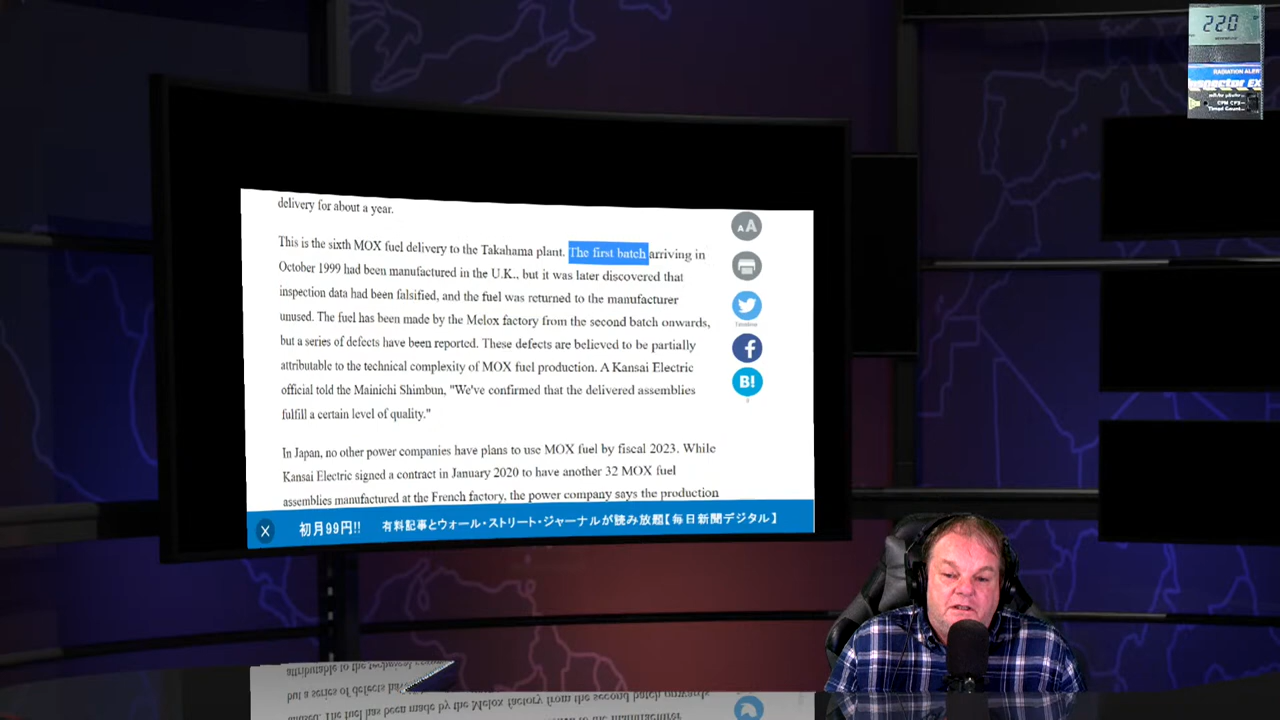 220
RADIATION ALERT
Inspector EX
delivery for about a year.
This is the sixth MOX fuel delivery to the Takahama plant. The first batch arriving in
October 1999 had been manufactured in the U.K., but it was later discovered that
inspection data had been falsified, and the fuel was returned to the manufacturer
unused. The fuel has been made by the Melox factory from the second batch onwards,
but a series of defects have been reported. These defects are believed to be partially
attributable to the technical complexity of MOX fuel production. A Kansai Electric
official told the Mainichi Shimbun, "We've confirmed that the delivered assemblies
fulfill a certain level of quality."
In Japan, no other power companies have plans to use MOX fuel by fiscal 2023. While
Kansai Electric signed a contract in January 2020 to have another 32 MOX fuel
assemblies manufactured at the French factory, the power company says the production
AA
B!
X 初月99円!! 有料記事とウォール・ストリート・ジャーナルが読み放題【毎日新聞デジタル】